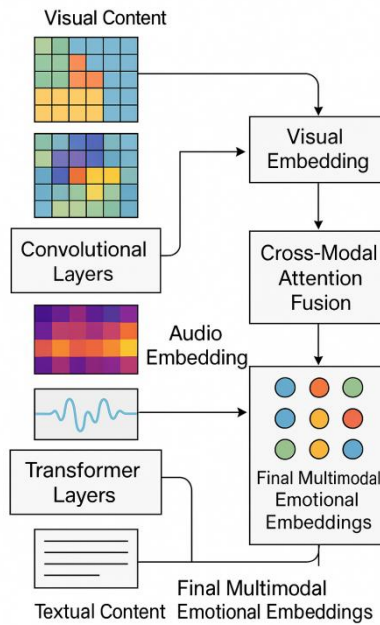 Visual Content
Visual
Embedding
Convolutional
Layers
Cross-Modal
Attention
Fusion
Audio
Embedding
Transformer
Layers
Final Multimodal
Emotional
Embeddings
Textual Content
Final Multimodal
Emotional Embeddings